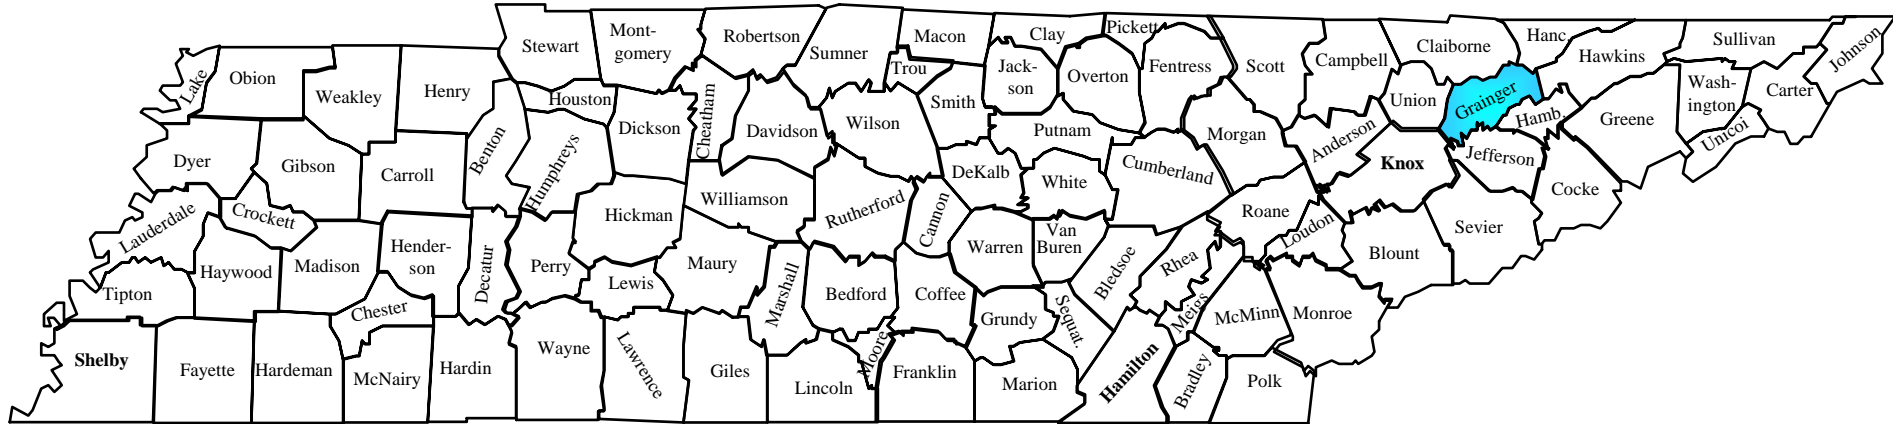 Stewart
Mont-
gomery
Robertson
Sumner
Macon
Trou
Clay
Pickett
Jack-
son
Overton
Fentress
Scott
Campbell
Claiborne
Hanc.
Hawkins
Sullivan
Johnson
Lake
Obion
Weakley
Henry
Houston
Dickson
Cheatham
Davidson
Wilson
Smith
Putnam
Morgan
Anderson
Union
Grainger
Hamb.
Greene
Wash-
ington
Carter
Unicoi
Dyer
Gibson
Carroll
Benton
Humphreys
Williamson
Rutherford
Cannon
DeKalb
White
Cumberland
Roane
Loudon
Knox
Jefferson
Cocke
Sevier
Blount
Lauderdale
Crockett
Haywood
Madison
Hender-
son
Decatur
Perry
Hickman
Lewis
Maury
Marshall
Bedford
Coffee
Warren
Van
Buren
Bledsoe
Rhea
Meigs
McMinn
Monroe
Tipton
Chester
Shelby
Fayette
Hardeman
McNairy
Hardin
Wayne
Lawrence
Giles
Lincoln
Moore
Franklin
Grundy
Sequat.
Marion
Hamilton
Bradley
Polk